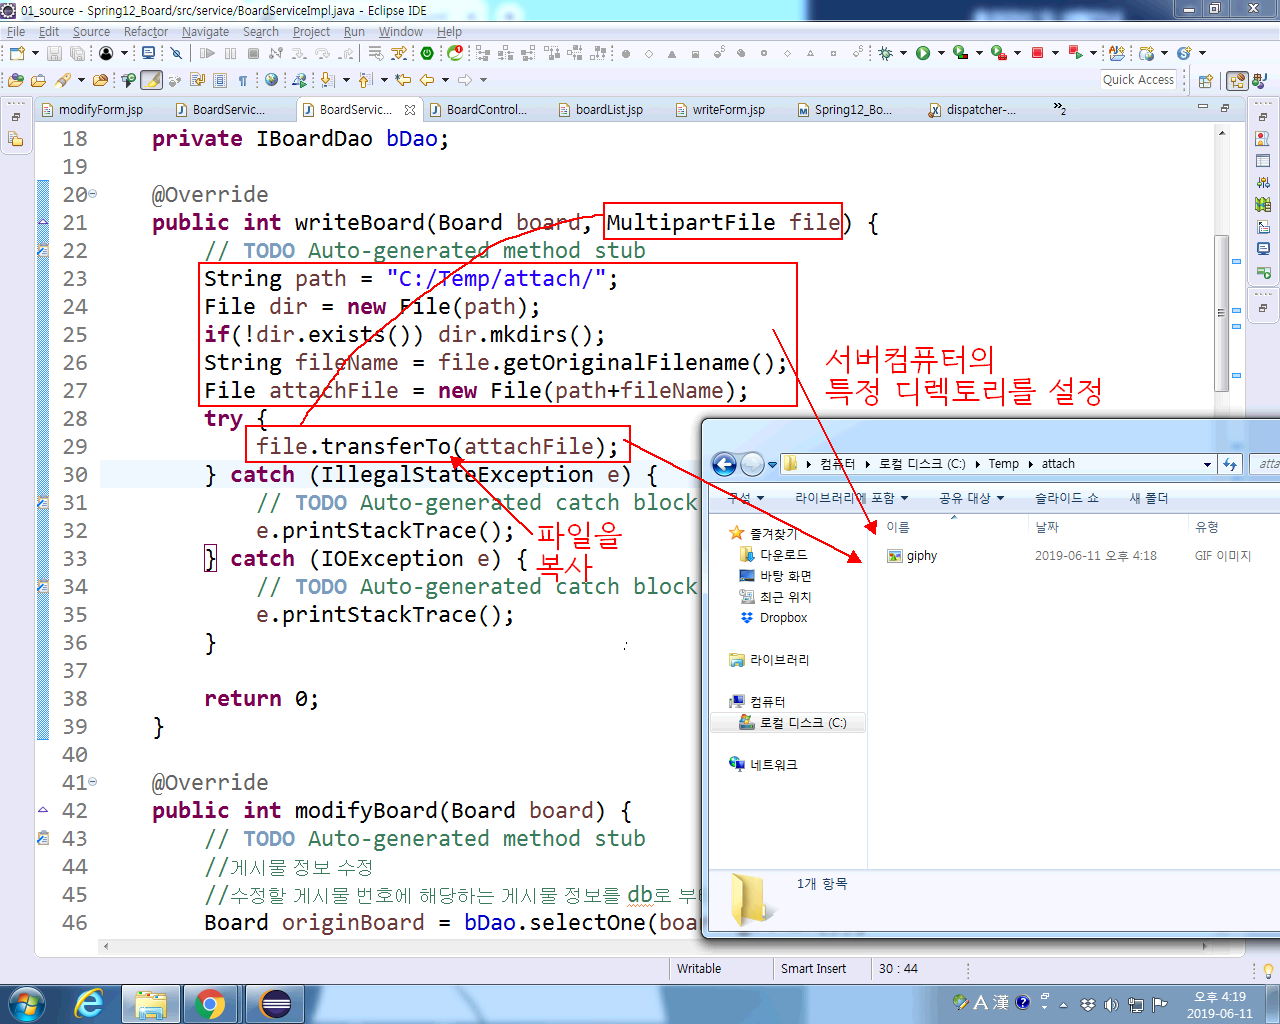 01_source - Spring12_Board/src/service/BoardServiceImpl.java - Eclipse IDE
File Edit Source Refactor Navigate Search Project Run Window Help
Quick Access
modifyForm.jsp BoardServic... BoardServic... BoardControl... boardList.jsp writeForm.jsp Spring12_Bo... dispatcher-... »2
18 private IBoardDao bDao;
19
20 @Override
21 public int writeBoard(Board board, MultipartFile file) {
22 // TODO Auto-generated method stub
23 String path = "C:/Temp/attach/";
24 File dir = new File(path);
25 if(!dir.exists()) dir.mkdirs();
26 String fileName = file.getOriginalFilename();
27 File attachFile = new File(path+fileName);
28 try {
29 file.transferTo(attachFile);
30 } catch (IllegalStateException e) {
31 // TODO Auto-generated catch block
32 e.printStackTrace();
33 } catch (IOException e) {
34 // TODO Auto-generated catch block
35 e.printStackTrace();
36 }
37
38 return 0;
39 }
40
41 @Override
42 public int modifyBoard(Board board) {
43 // TODO Auto-generated method stub
44 //게시물 정보 수정
45 //수정할 게시물 번호에 해당하는 게시물 정보를 db로 부
46 Board originBoard = bDao.selectOne(boa
서버컴퓨터의
특정 디렉토리를 설정
파일을
복사
컴퓨터 로컬 디스크 (C:) Temp attach atta
구성 라이브러리에 포함 공유 대상 슬라이드 쇼 새 폴더
즐겨찾기
다운로드
바탕 화면
최근 위치
Dropbox
라이브러리
컴퓨터
로컬 디스크 (C:)
네트워크
이름 날짜 유형
giphy 2019-06-11 오후 4:18 GIF 이미지
1개 항목
Writable Smart Insert 30 : 44
A 漢
오후 4:19
2019-06-11